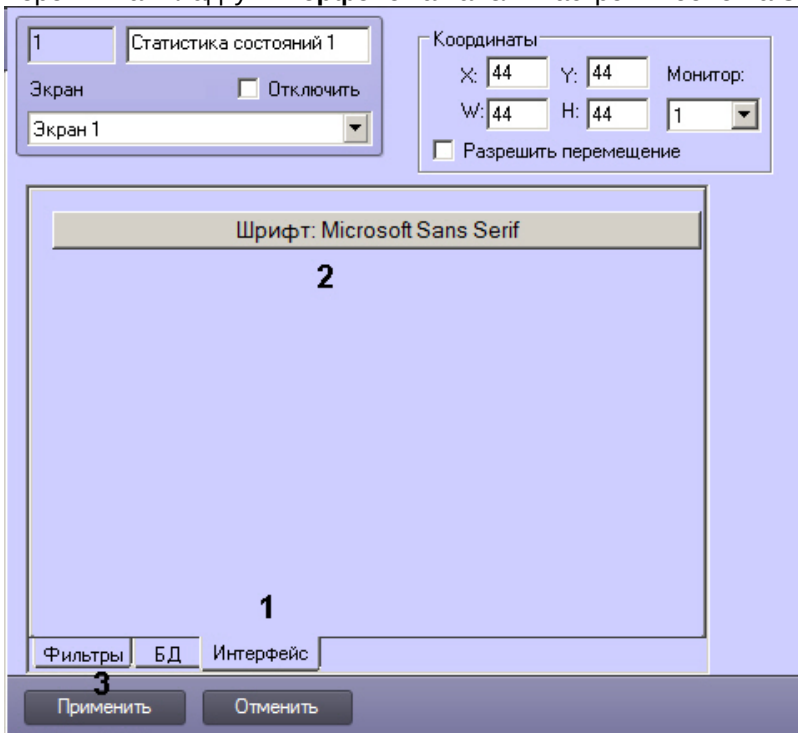 1
Статистика состояний 1
Экран
Отключить
Экран 1
Координаты
X: 44 Y: 44 Монитор:
W: 44 H: 44 1
Разрешить перемещение
Шрифт: Microsoft Sans Serif
2
1
Фильтры БД Интерфейс
3
Применить Отменить